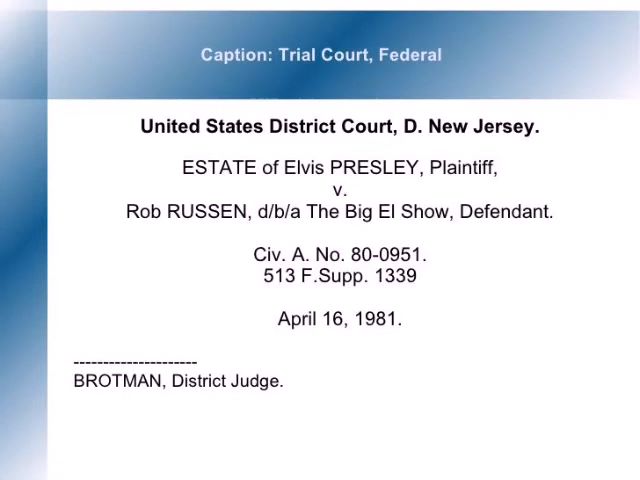 Caption: Trial Court, Federal
United States District Court, D. New Jersey.
ESTATE of Elvis PRESLEY, Plaintiff,
v.
Rob RUSSEN, d/b/a The Big El Show, Defendant.
Civ. A. No. 80-0951.
513 F.Supp. 1339
April 16, 1981.
---------------------
BROTMAN, District Judge.